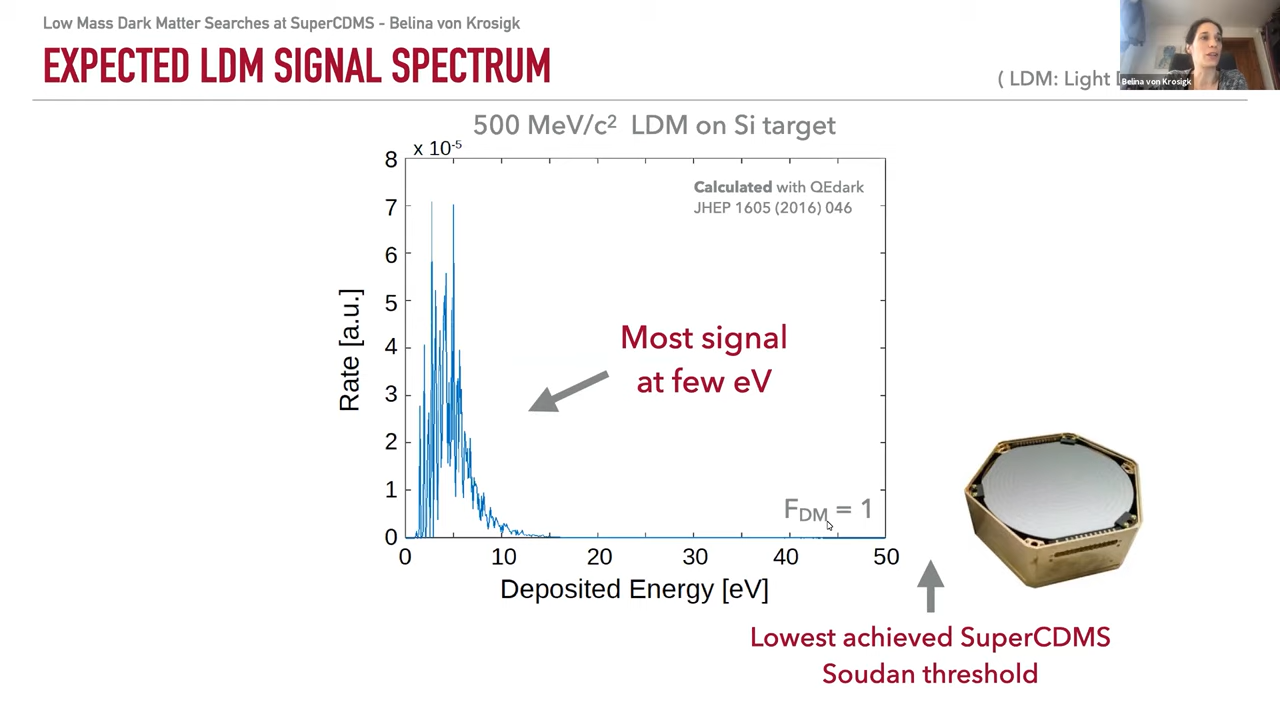 Low Mass Dark Matter Searches at SuperCDMS - Belina von Krosigk
EXPECTED LDM SIGNAL SPECTRUM
( LDM: Light
Belina von Krosigk
500 MeV/c² LDM on Si target
x 10⁻⁵
8
7
6
5
4
3
2
1
0
Rate [a.u.]
Calculated with QEdark
JHEP 1605 (2016) 046
Most signal
at few eV
F_DM = 1
0 10 20 30 40 50
Deposited Energy [eV]
Lowest achieved SuperCDMS
Soudan threshold